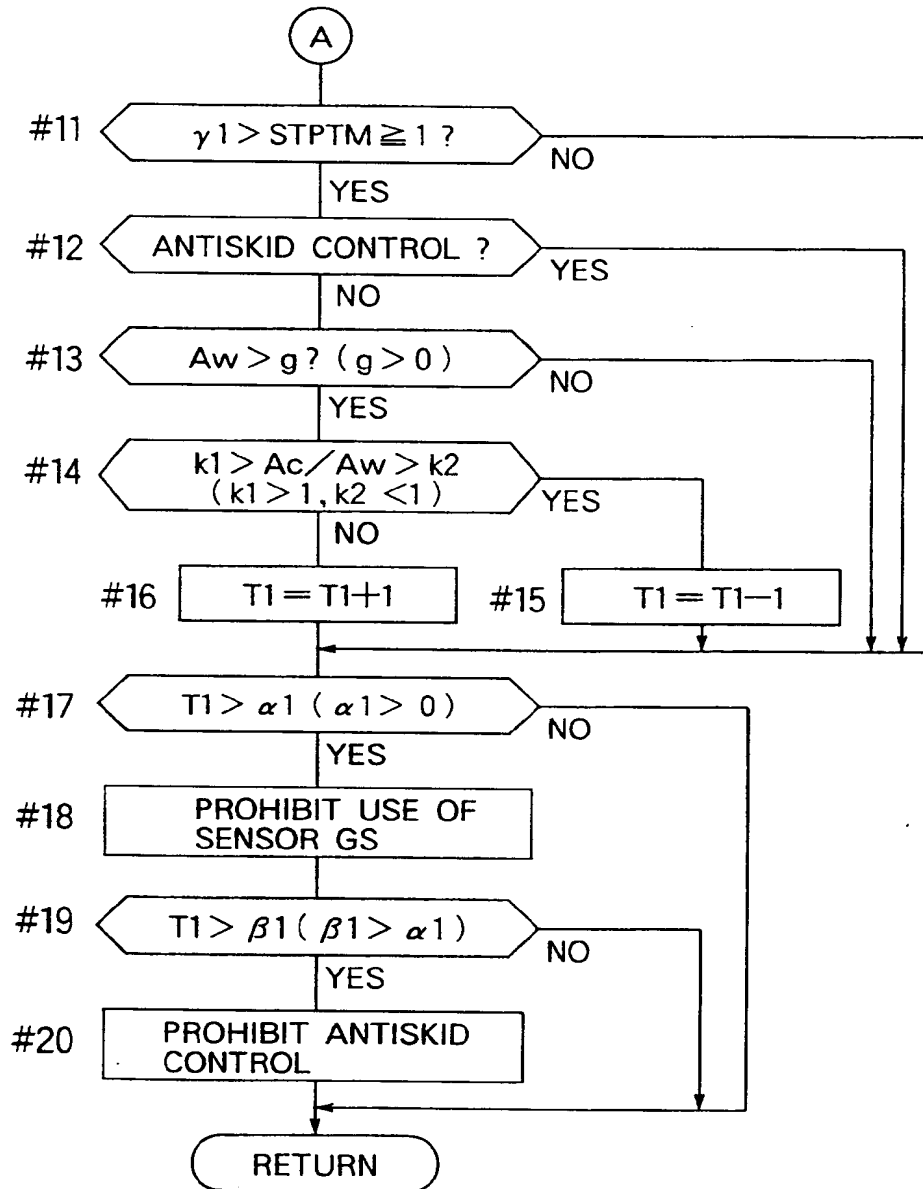 A
#11
γ1 > STPTM ≧ 1 ?
NO
YES
#12
ANTISKID CONTROL ?
YES
NO
#13
Aw > g ? ( g > 0 )
NO
YES
#14
k1 > Ac／Aw > k2
( k1 > 1, k2 < 1 )
YES
NO
#16
T1 = T1+1
#15
T1 = T1−1
#17
T1 > α1 ( α1 > 0 )
NO
YES
#18
PROHIBIT USE OF
SENSOR GS
#19
T1 > β1 ( β1 > α1 )
NO
YES
#20
PROHIBIT ANTISKID
CONTROL
RETURN